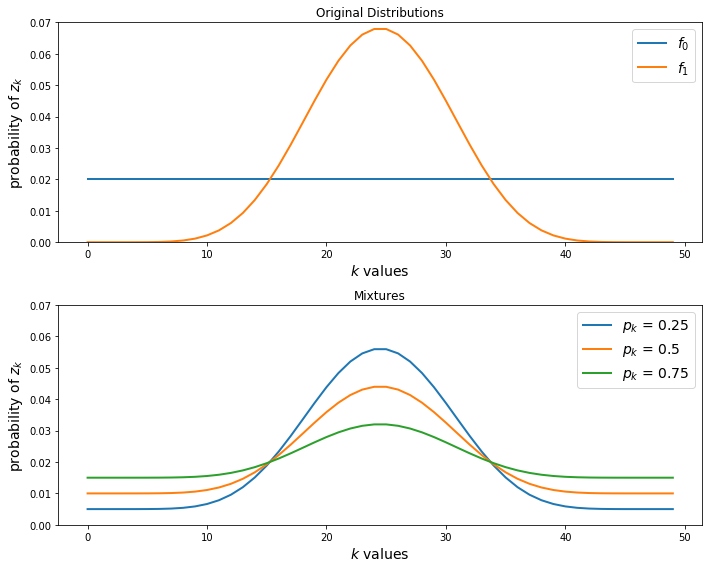 Original Distributions
0.07
0.06
0.05
0.04
0.03
0.02
0.01
0.00
probability of z_k
f_0
f_1
0 10 20 30 40 50
k values
Mixtures
0.07
0.06
0.05
0.04
0.03
0.02
0.01
0.00
probability of z_k
p_k = 0.25
p_k = 0.5
p_k = 0.75
0 10 20 30 40 50
k values